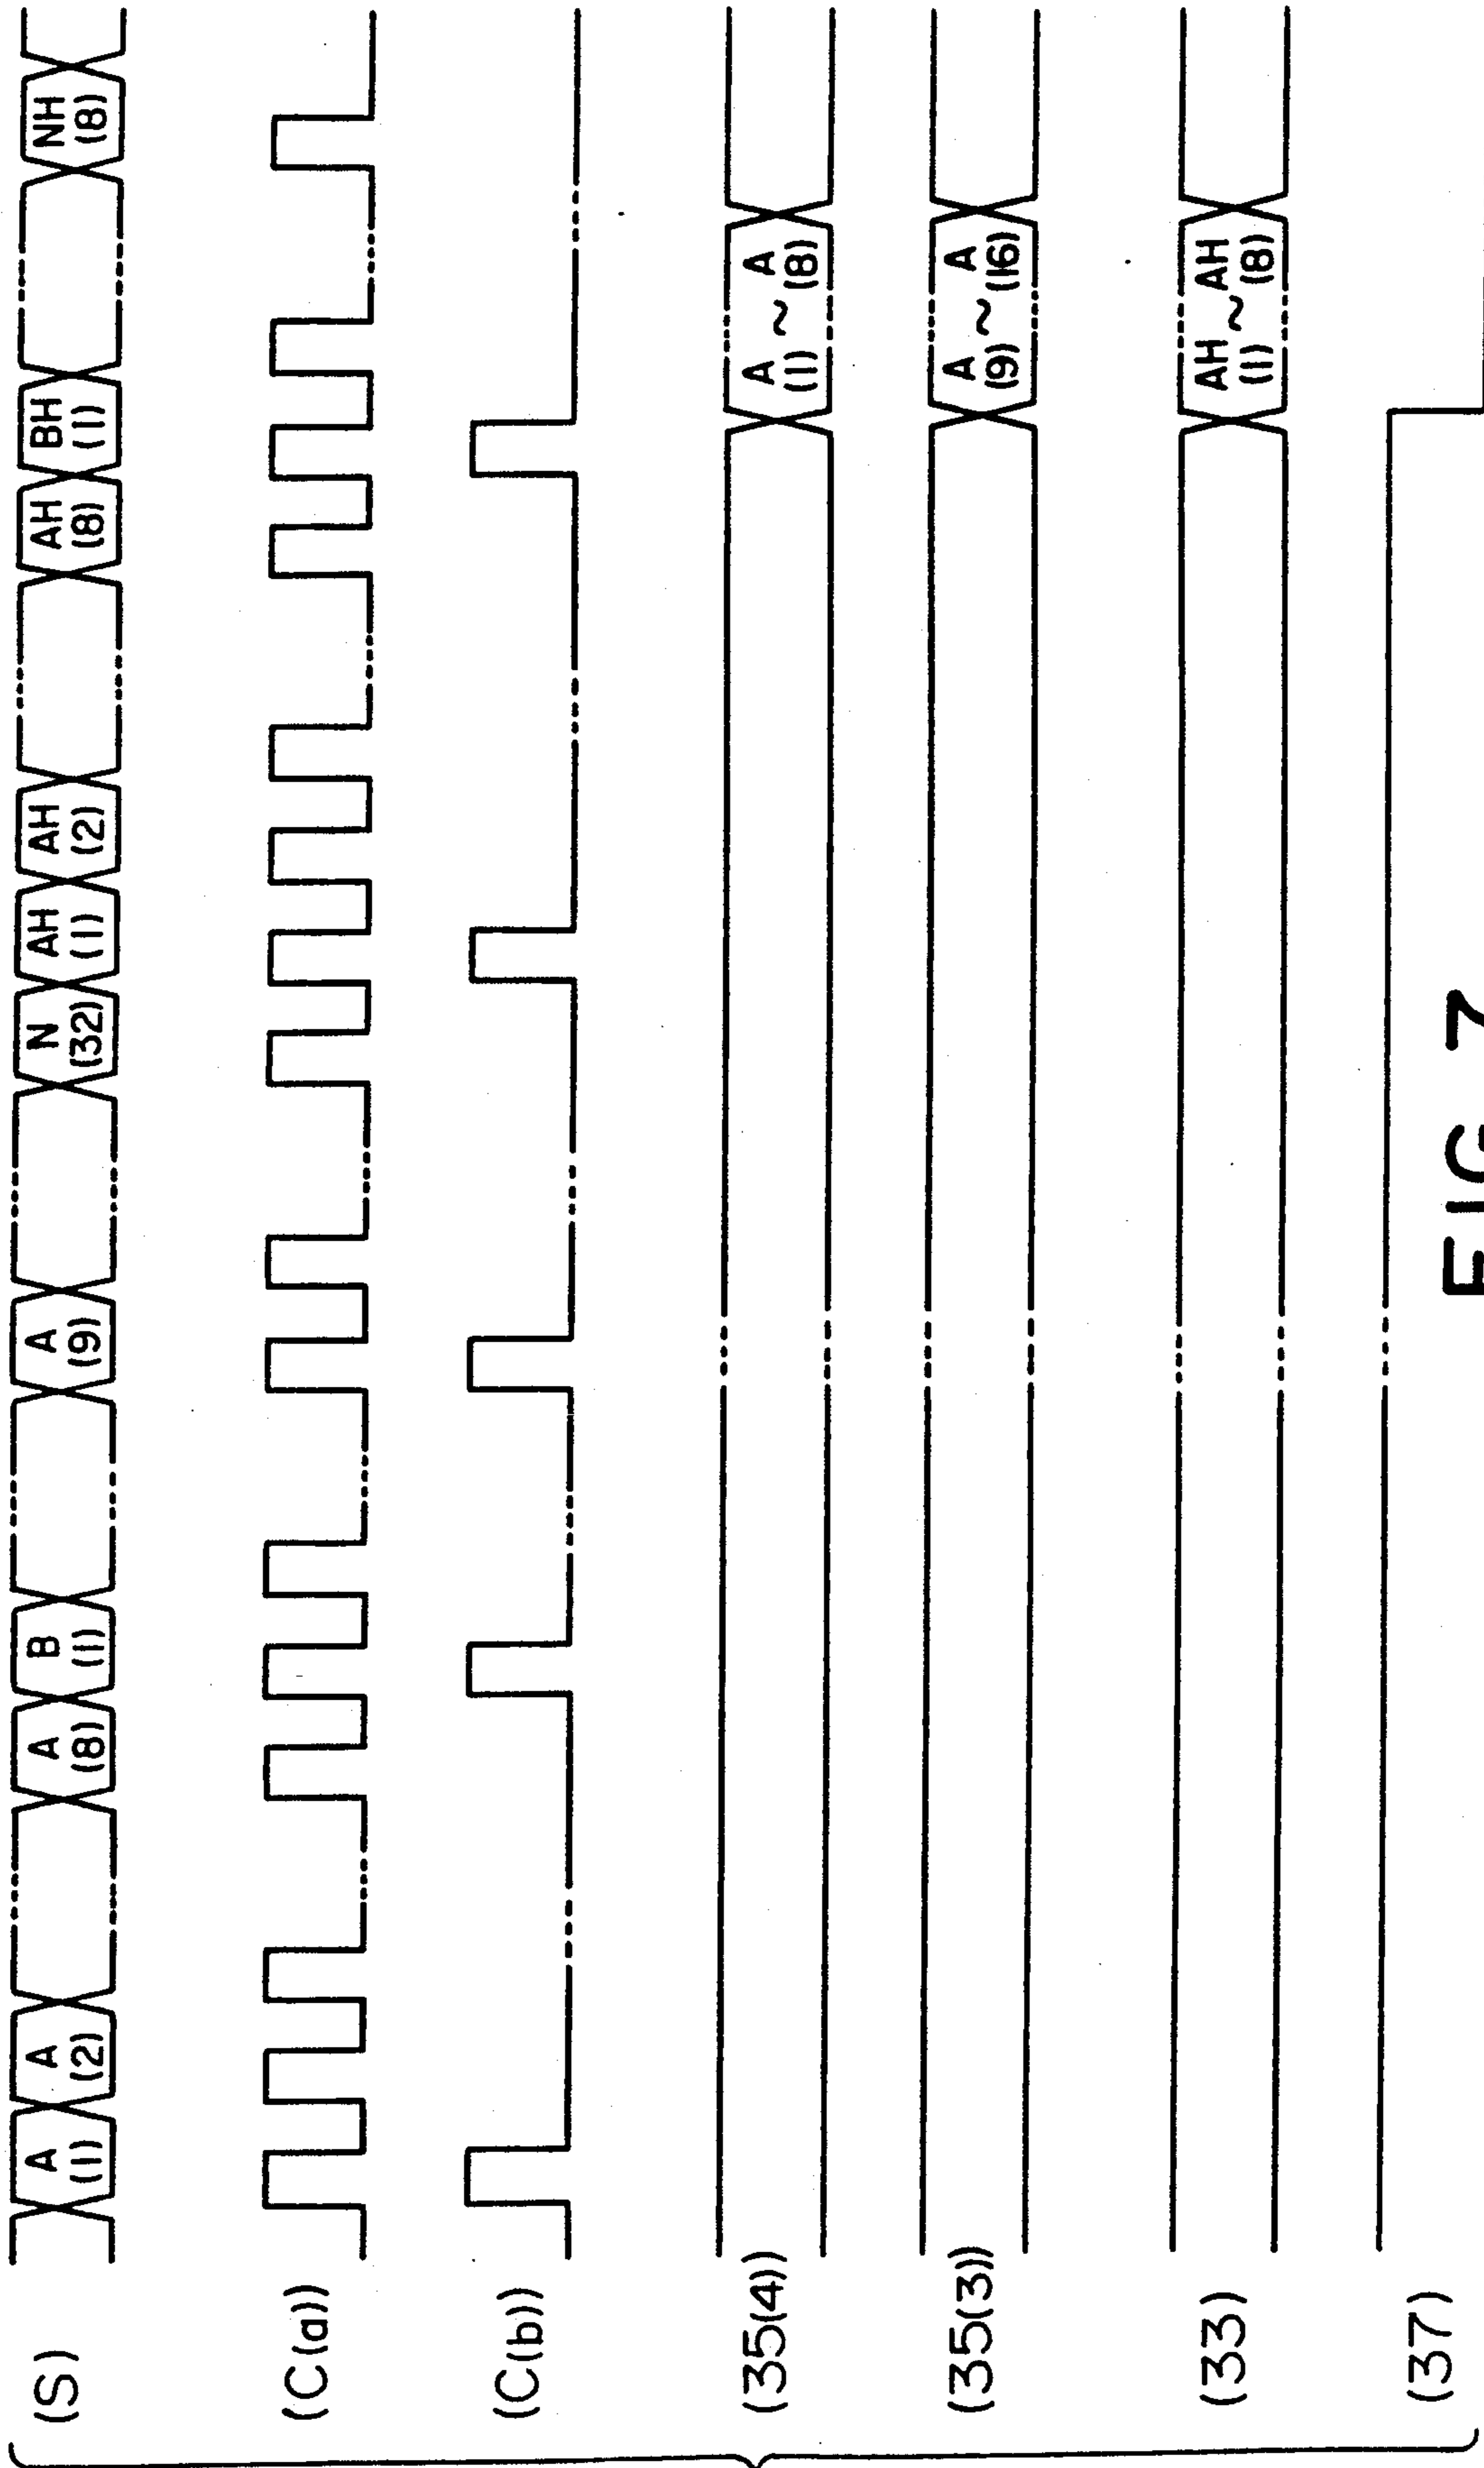 (S)
A (1)
A (2)
A (8)
B (1)
A (9)
N (32)
AH (1)
AH (2)
AH (8)
BH (1)
NH (8)
(C(a))
(C(b))
(35(4))
A (1) ~ A (8)
(35(3))
A (9) ~ A (16)
(33)
AH (1) ~ AH (8)
(37)
FIG. 7